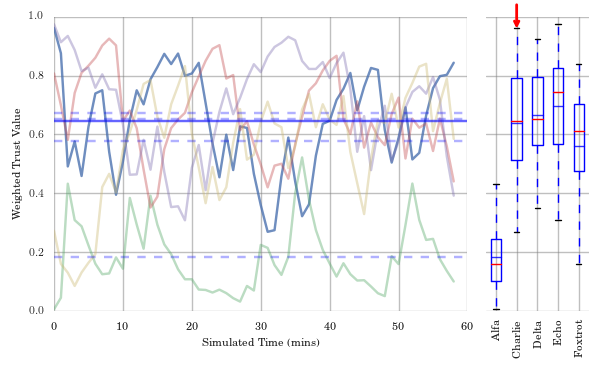 Weighted Trust Value
1.0
0.8
0.6
0.4
0.2
0.0
0
10
20
30
40
50
60
Simulated Time (mins)
Alfa
Charlie
Delta
Echo
Foxtrot